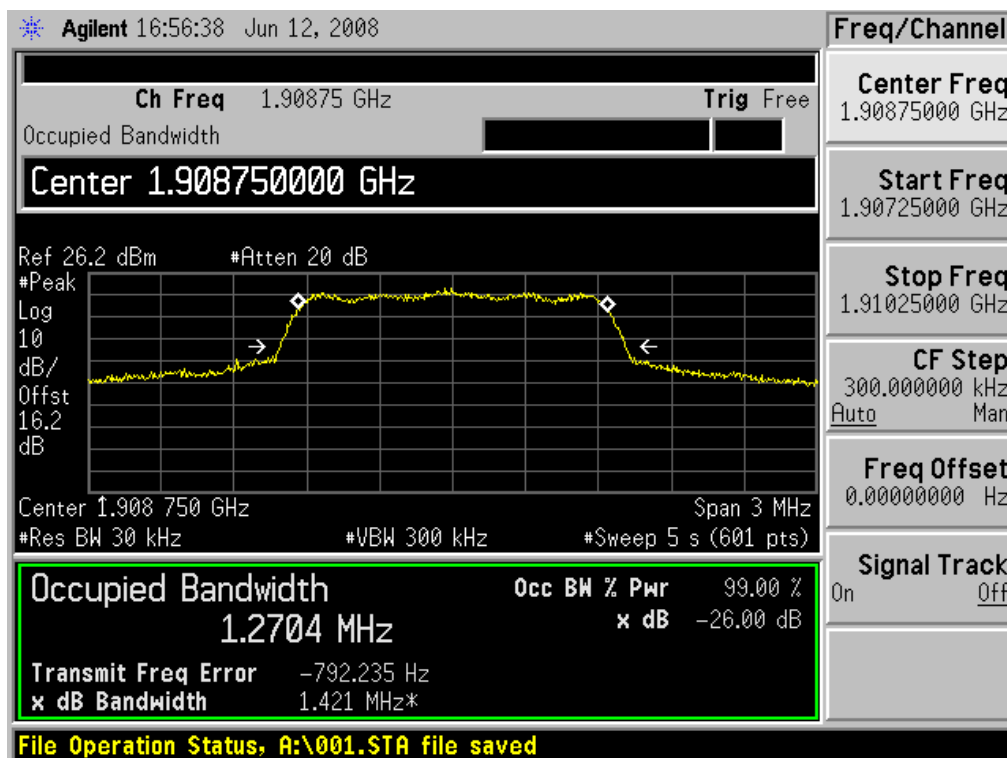 Agilent 16:56:38 Jun 12, 2008
Freq/Channel
Ch Freq 1.90875 GHz
Trig Free
Occupied Bandwidth
Center 1.908750000 GHz
Ref 26.2 dBm
#Atten 20 dB
#Peak
Log
10
dB/
Offst
16.2
dB
Center 1.908 750 GHz
Span 3 MHz
#Res BW 30 kHz
#VBW 300 kHz
#Sweep 5 s (601 pts)
Occupied Bandwidth
1.2704 MHz
Occ BW % Pwr 99.00 %
x dB -26.00 dB
Transmit Freq Error -792.235 Hz
x dB Bandwidth 1.421 MHz*
File Operation Status, A:\001.STA file saved
Center Freq
1.90875000 GHz
Start Freq
1.90725000 GHz
Stop Freq
1.91025000 GHz
CF Step
300.000000 kHz
Auto Man
Freq Offset
0.00000000 Hz
Signal Track
On Off